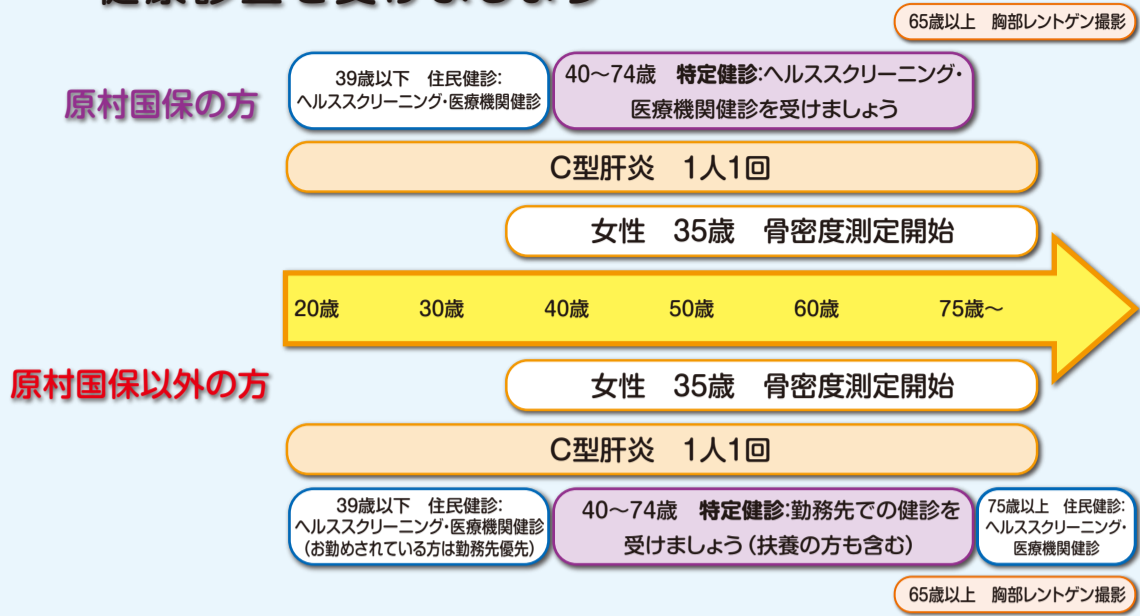 健康診査を受けましょう
65歳以上　胸部レントゲン撮影
原村国保の方
39歳以下　住民健診：
ヘルススクリーニング・医療機関健診
40～74歳　特定健診：ヘルススクリーニング・
医療機関健診を受けましょう
C型肝炎　1人1回
女性　35歳　骨密度測定開始
20歳　30歳　40歳　50歳　60歳　75歳～
原村国保以外の方
女性　35歳　骨密度測定開始
C型肝炎　1人1回
39歳以下　住民健診：
ヘルススクリーニング・医療機関健診
（お勤めされている方は勤務先優先）
40～74歳　特定健診：勤務先での健診を
受けましょう（扶養の方も含む）
75歳以上　住民健診：
ヘルススクリーニング・
医療機関健診
65歳以上　胸部レントゲン撮影